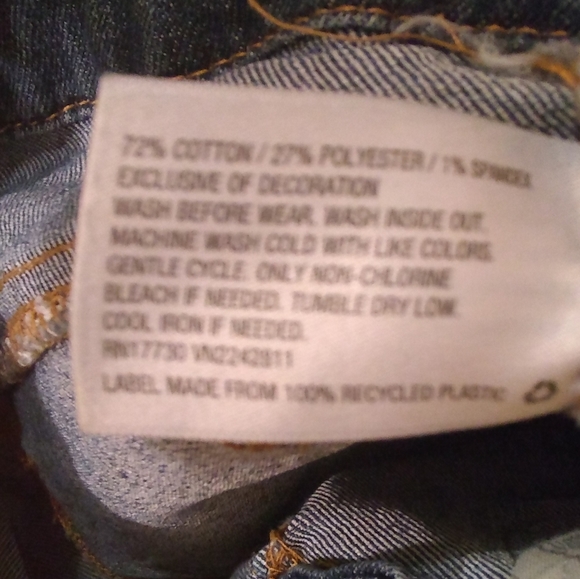 72% COTTON / 27% POLYESTER / 1% SPANDEX
EXCLUSIVE OF DECORATION
WASH BEFORE WEAR. WASH INSIDE OUT.
MACHINE WASH COLD WITH LIKE COLORS.
GENTLE CYCLE. ONLY NON-CHLORINE
BLEACH IF NEEDED. TUMBLE DRY LOW.
COOL IRON IF NEEDED.
RN17730 VN2242811
LABEL MADE FROM 100% RECYCLED PLASTIC